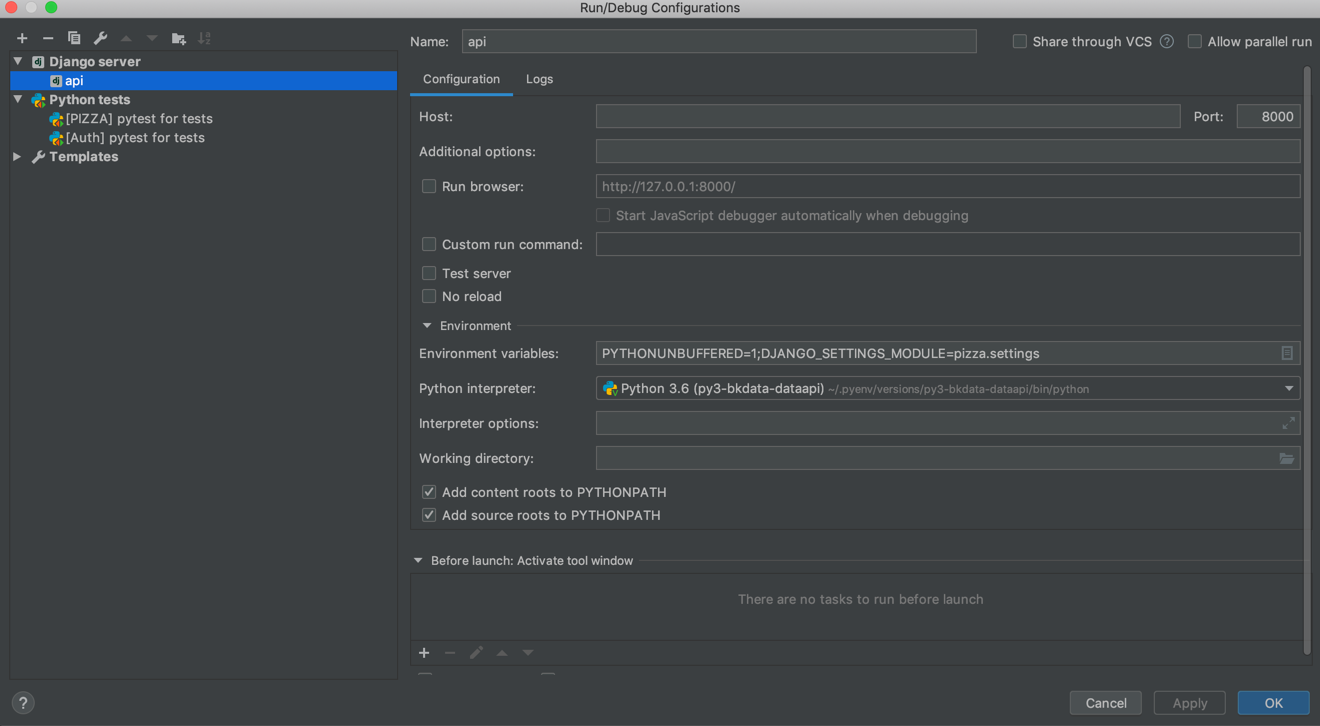 Run/Debug Configurations
Django server
api
Python tests
[PIZZA] pytest for tests
[Auth] pytest for tests
Templates
Name: api Share through VCS ? Allow parallel run
Configuration Logs
Host: Port: 8000
Additional options:
Run browser: http://127.0.0.1:8000/
Start JavaScript debugger automatically when debugging
Custom run command:
Test server
No reload
Environment
Environment variables: PYTHONUNBUFFERED=1;DJANGO_SETTINGS_MODULE=pizza.settings
Python interpreter: Python 3.6 (py3-bkdata-dataapi) ~/.pyenv/versions/py3-bkdata-dataapi/bin/python
Interpreter options:
Working directory:
Add content roots to PYTHONPATH
Add source roots to PYTHONPATH
Before launch: Activate tool window
There are no tasks to run before launch
? Cancel Apply OK